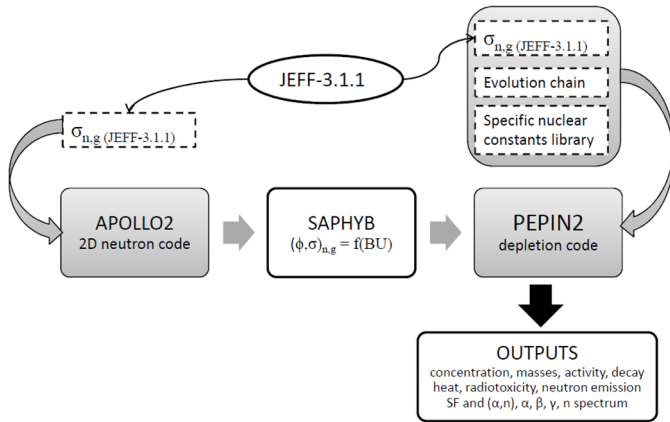 JEFF-3.1.1
σn,g (JEFF-3.1.1)
Evolution chain
Specific nuclear
constants library
σn,g (JEFF-3.1.1)
APOLLO2
2D neutron code
SAPHYB
(ϕ,σ)n,g = f(BU)
PEPIN2
depletion code
OUTPUTS
concentration, masses, activity, decay
heat, radiotoxicity, neutron emission
SF and (α,n), α, β, γ, n spectrum